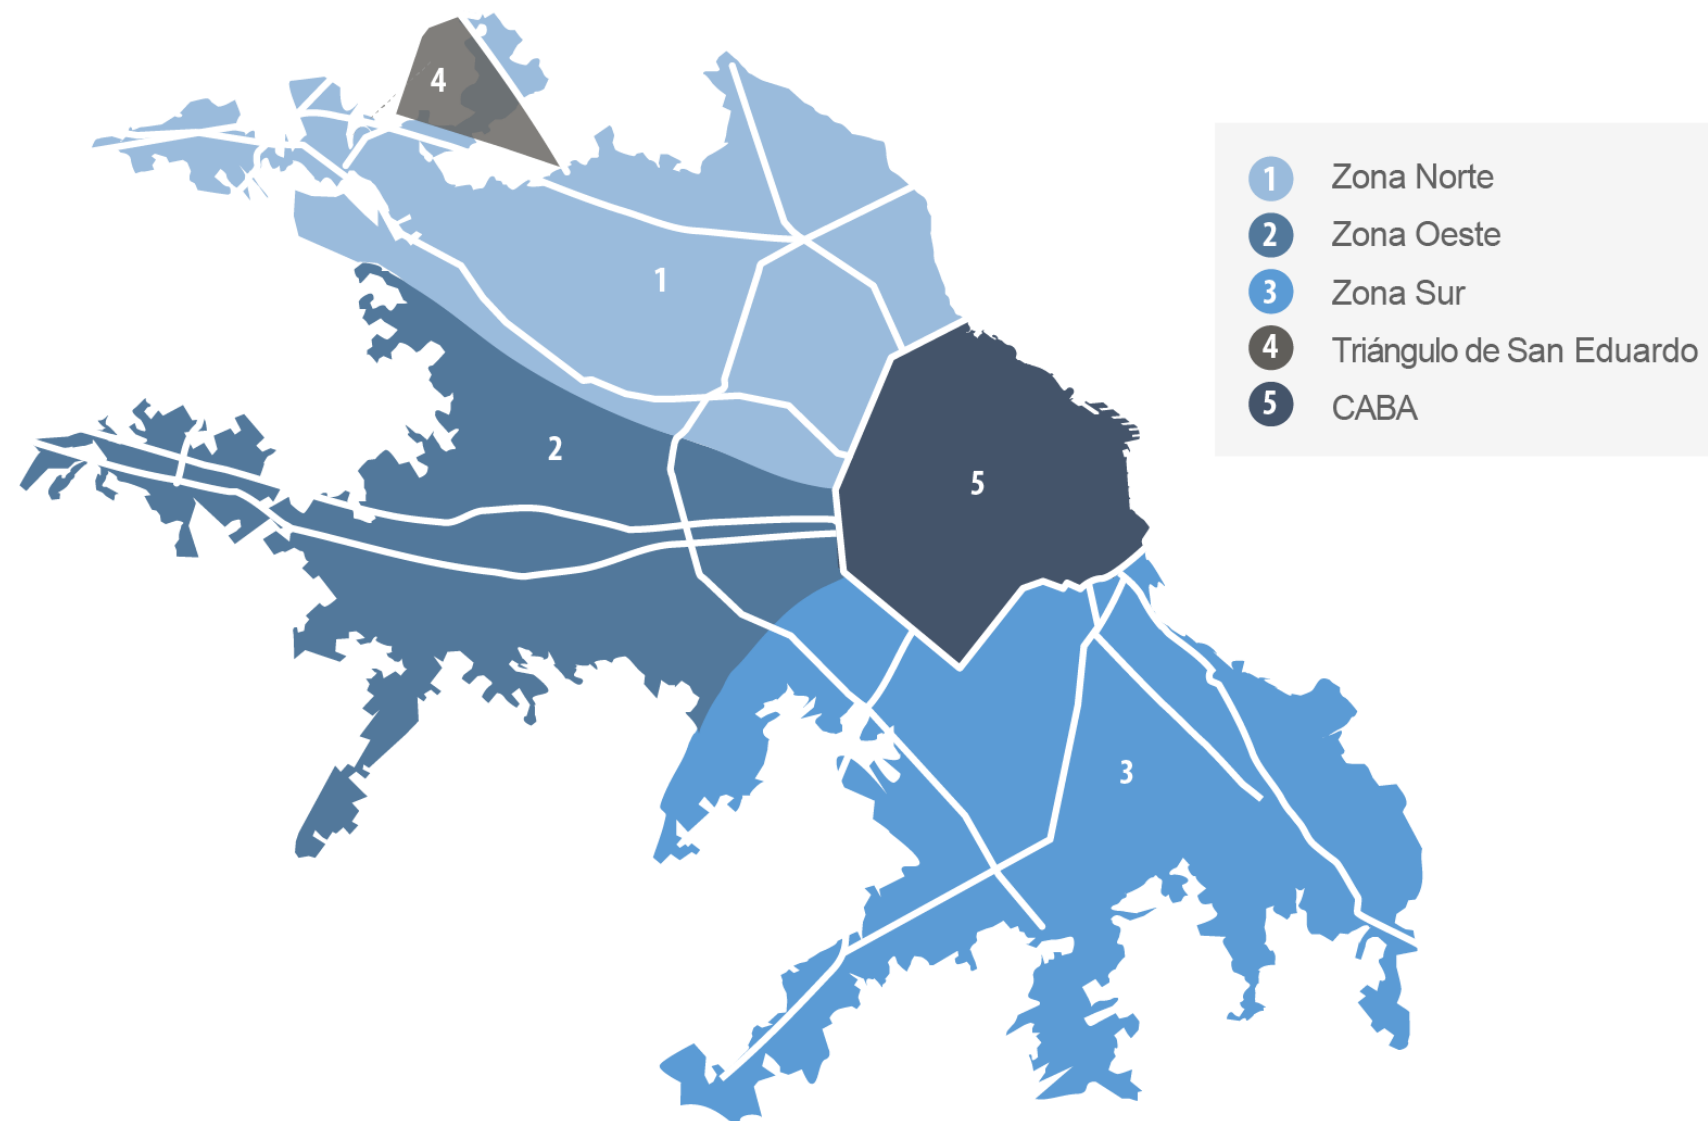 4
1
2
5
3
1 Zona Norte
2 Zona Oeste
3 Zona Sur
4 Triángulo de San Eduardo
5 CABA